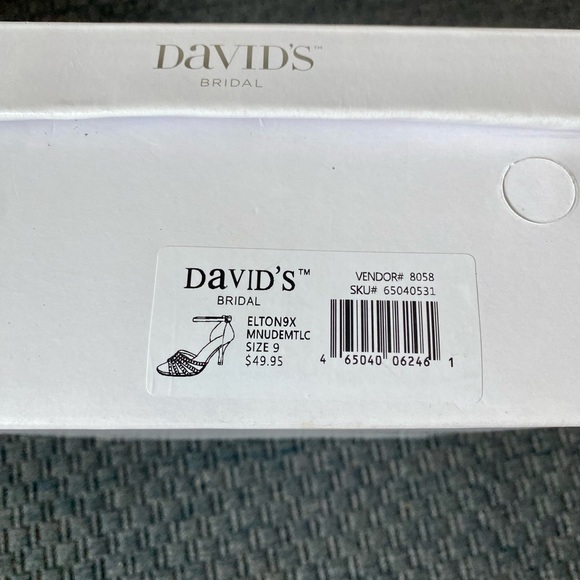 DaVID'S™
BRIDAL
DaVID'S™
BRIDAL
ELTON9X
MNUDEMTLC
SIZE 9
$49.95
VENDOR# 8058
SKU# 65040531
4 65040 06246 1